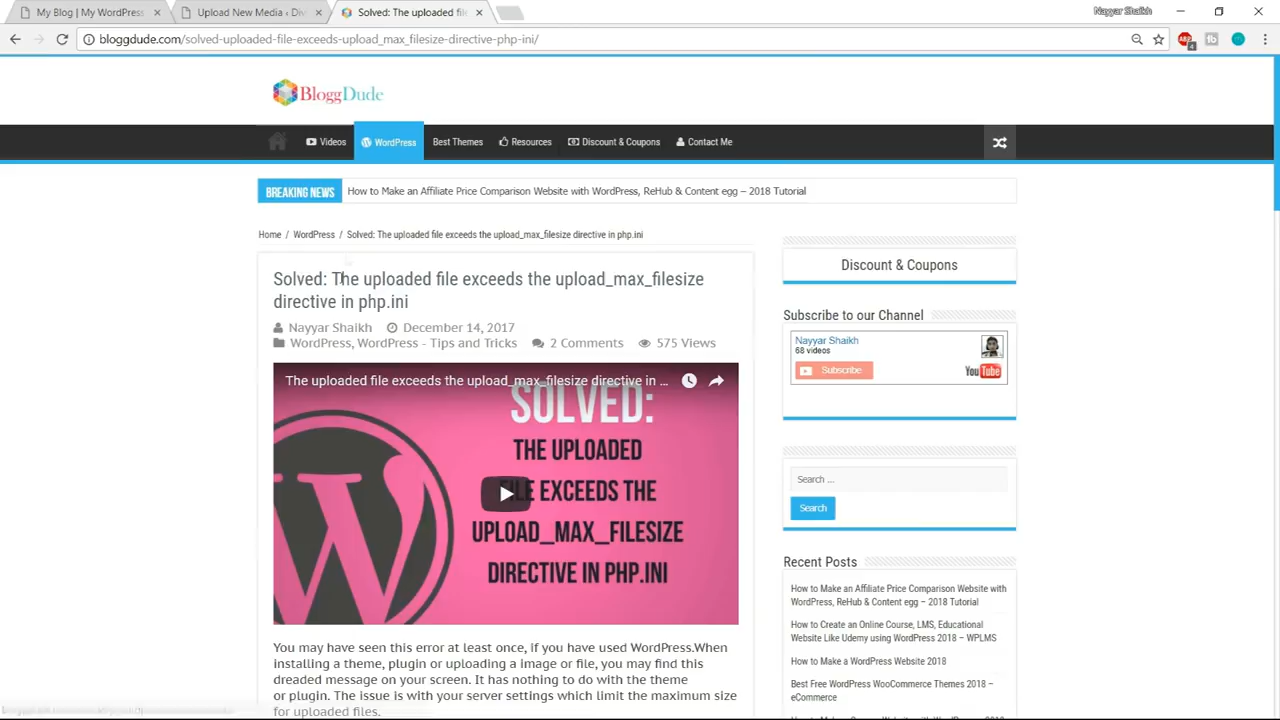 My Blog | My WordPress
Upload New Media ‹ Div
Solved: The uploaded fil
Nayyar Shaikh
bloggdude.com/solved-uploaded-file-exceeds-upload_max_filesize-directive-php-ini/
BloggDude
Videos
WordPress
Best Themes
Resources
Discount & Coupons
Contact Me
BREAKING NEWS
How to Make an Affiliate Price Comparison Website with WordPress, ReHub & Content egg – 2018 Tutorial
Home / WordPress / Solved: The uploaded file exceeds the upload_max_filesize directive in php.ini
Solved: The uploaded file exceeds the upload_max_filesize
directive in php.ini
Nayyar Shaikh December 14, 2017
WordPress, WordPress - Tips and Tricks 2 Comments 575 Views
The uploaded file exceeds the upload_max_filesize directive in ...
SOLVED:
THE UPLOADED
FILE EXCEEDS THE
UPLOAD_MAX_FILESIZE
DIRECTIVE IN PHP.INI
You may have seen this error at least once, if you have used WordPress.When
installing a theme, plugin or uploading a image or file, you may find this
dreaded message on your screen. It has nothing to do with the theme
or plugin. The issue is with your server settings which limit the maximum size
for uploaded files.
Discount & Coupons
Subscribe to our Channel
Nayyar Shaikh
68 videos
Subscribe
YouTube
Search ...
Search
Recent Posts
How to Make an Affiliate Price Comparison Website with
WordPress, ReHub & Content egg – 2018 Tutorial
How to Create an Online Course, LMS, Educational
Website Like Udemy using WordPress 2018 – WPLMS
How to Make a WordPress Website 2018
Best Free WordPress WooCommerce Themes 2018 –
eCommerce